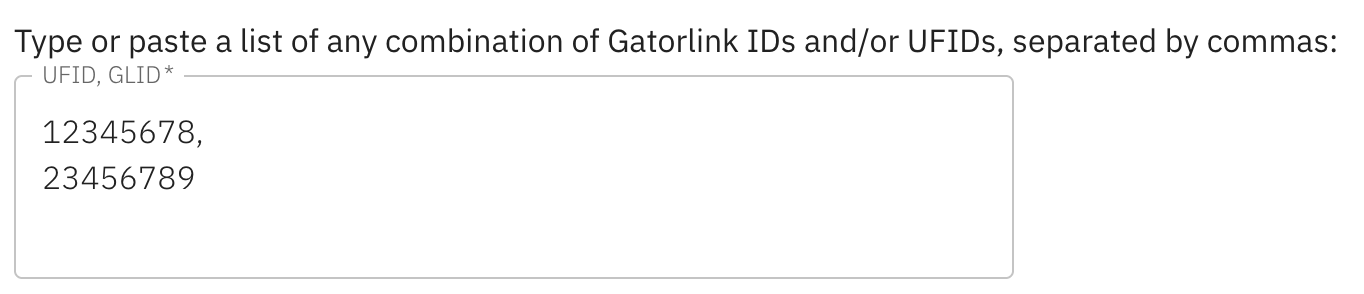 Type or paste a list of any combination of Gatorlink IDs and/or UFIDs, separated by commas:
UFID, GLID*
12345678,
23456789